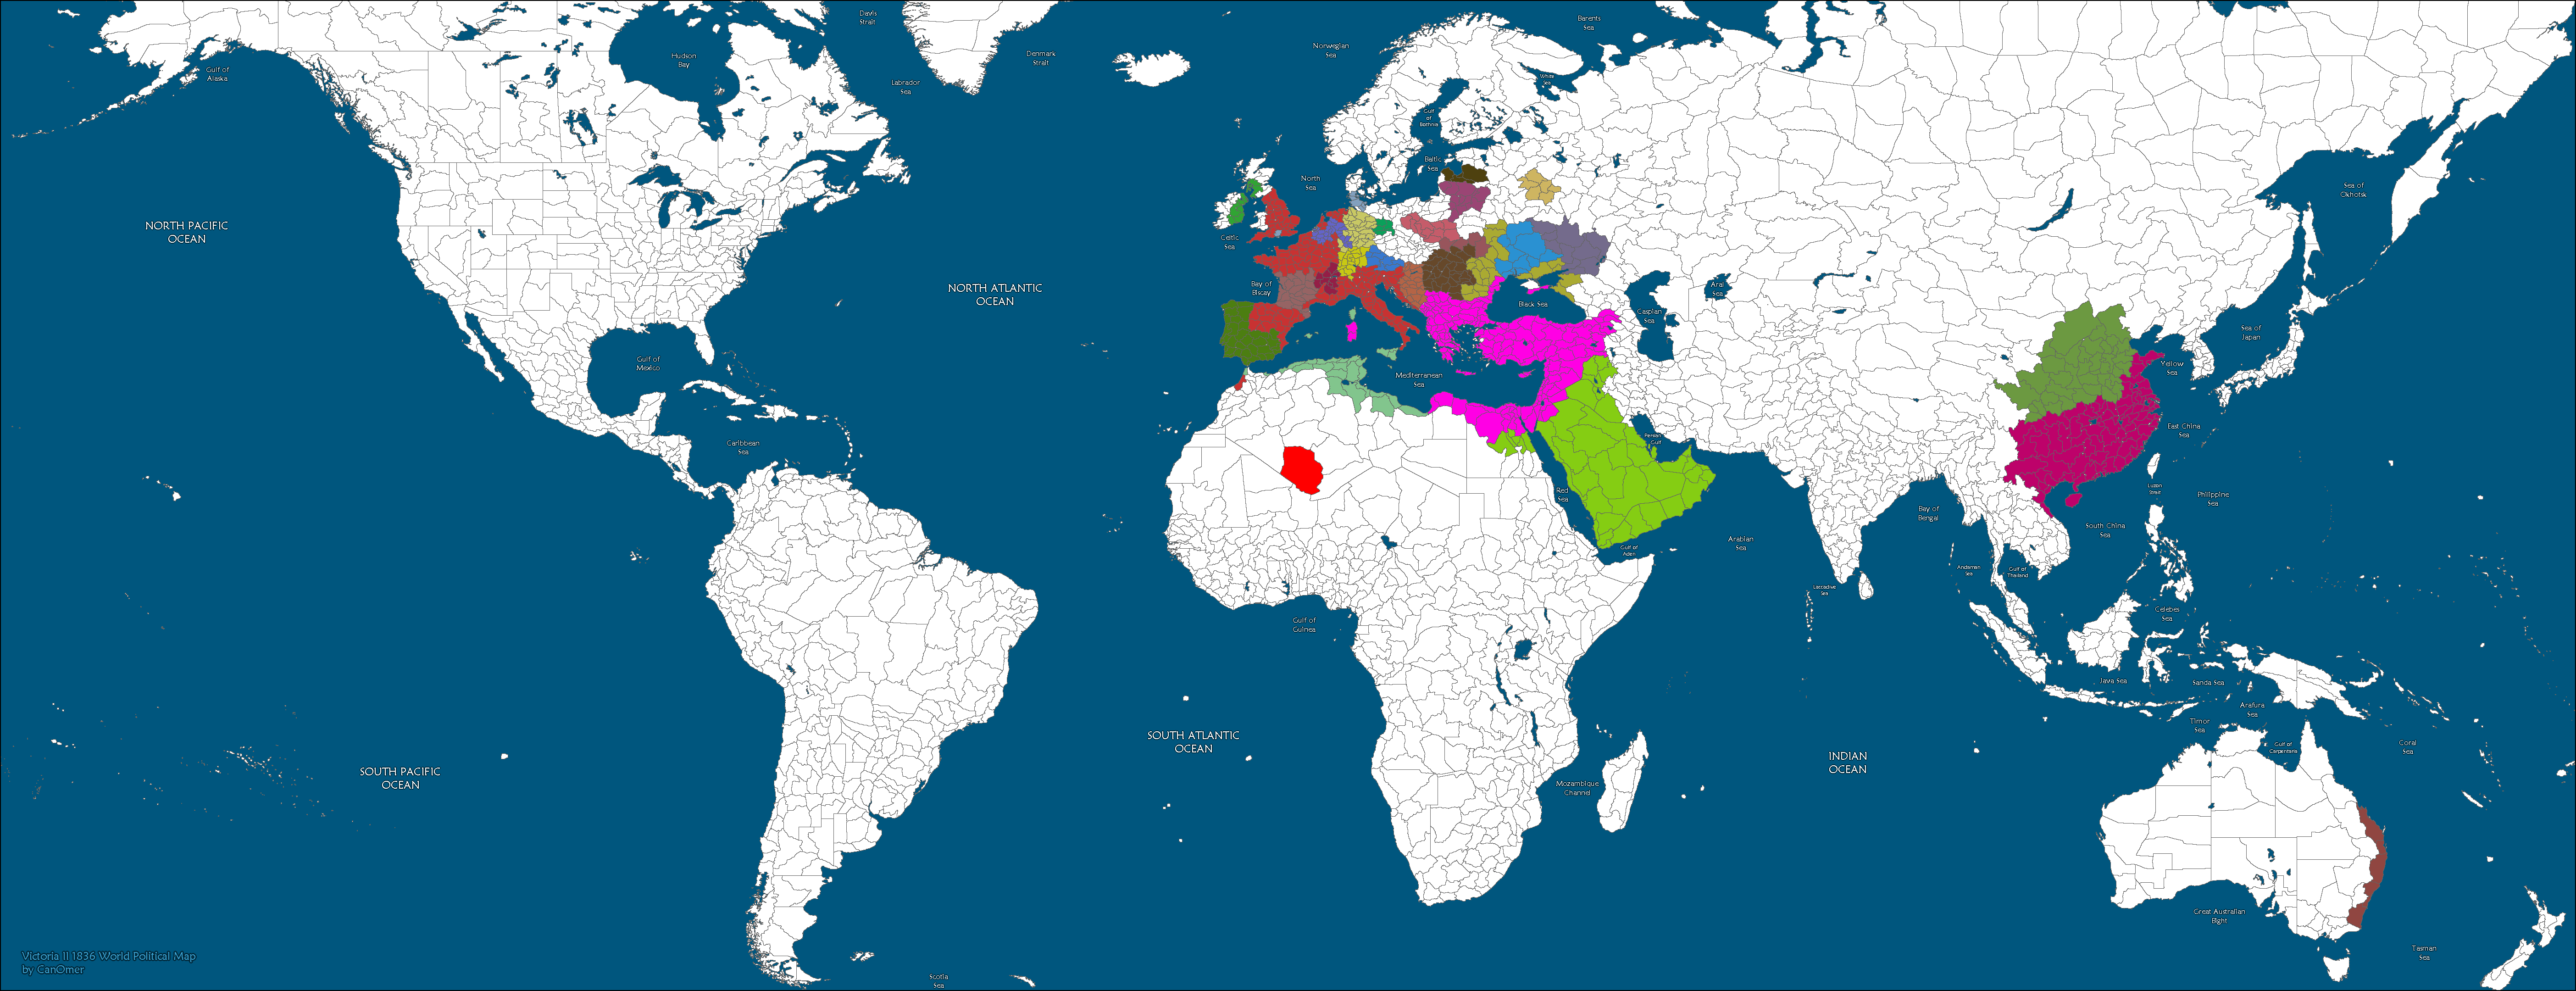 Davis
Strait
Barents
Sea
Norwegian
Sea
Denmark
Strait
Hudson
Bay
Gulf of
Alaska
Labrador
Sea
White
Sea
Gulf
of
Bothnia
Baltic
Sea
North
Sea
Sea of
Okhotsk
NORTH PACIFIC
OCEAN
Celtic
Sea
NORTH ATLANTIC
OCEAN
Bay of
Biscay
Aral
Sea
Black Sea
Caspian
Sea
Sea of
Japan
Gulf of
Mexico
Yellow
Sea
Mediterranean
Sea
East China
Sea
Persian
Gulf
Caribbean
Sea
Red
Sea
Luzon
Strait
Philippine
Sea
Bay of
Bengal
South China
Sea
Arabian
Sea
Gulf of
Aden
Andaman
Sea
Gulf of
Thailand
Laccadive
Sea
Celebes
Sea
Gulf of
Guinea
Java Sea
Sanda Sea
Arafura
Sea
Timor
Sea
SOUTH ATLANTIC
OCEAN
Gulf of
Carpentaria
Coral
Sea
INDIAN
OCEAN
SOUTH PACIFIC
OCEAN
Mozambique
Channel
Great Australian
Bight
Tasman
Sea
Victoria II 1836 World Political Map
by CanOmer
Scotia
Sea